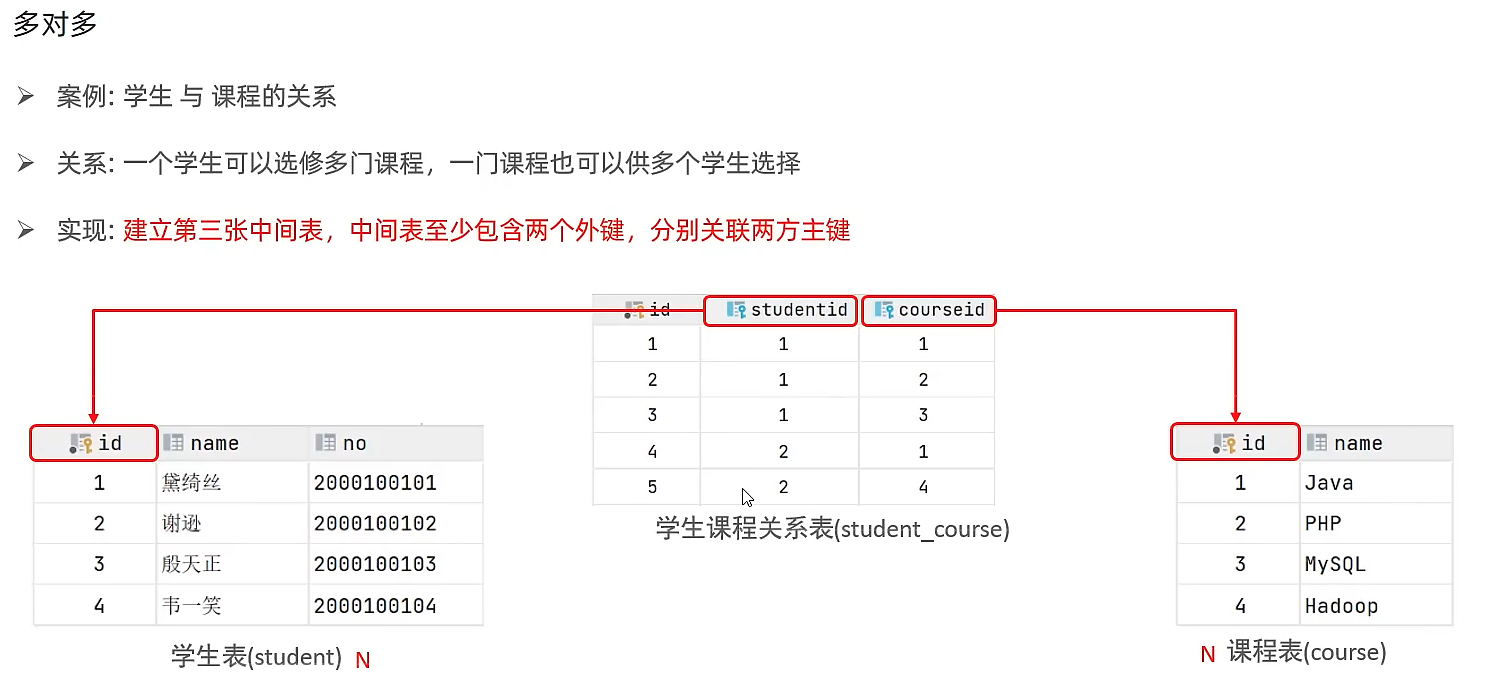 多对多
案例: 学生 与 课程的关系
关系: 一个学生可以选修多门课程，一门课程也可以供多个学生选择
实现: 建立第三张中间表，中间表至少包含两个外键，分别关联两方主键
id studentid courseid
1 1 1
2 1 2
3 1 3
4 2 1
5 2 4
学生课程关系表(student_course)
id name no
1 黛绮丝 2000100101
2 谢逊 2000100102
3 殷天正 2000100103
4 韦一笑 2000100104
学生表(student) N
id name
1 Java
2 PHP
3 MySQL
4 Hadoop
N 课程表(course)